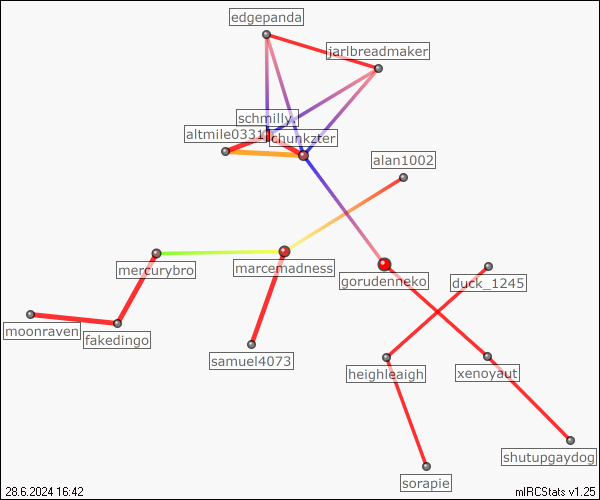 edgepanda
jarlbreadmaker
schmilly.
altmile0331
chunkzter
alan1002
mercurybro
marcemadness
gorudenneko
duck_1245
moonraven
fakedingo
samuel4073
heighleaigh
xenoyaut
shutupgaydog
sorapie
28.6.2024 16:42
mIRCStats v1.25